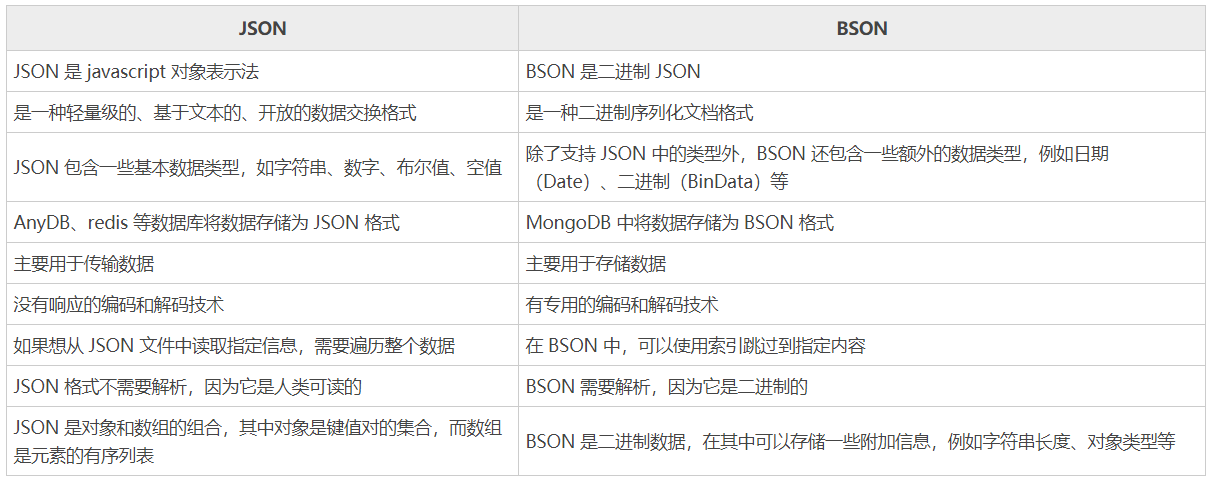 JSON
BSON
JSON 是 javascript 对象表示法
BSON 是二进制 JSON
是一种轻量级的、基于文本的、开放的数据交换格式
是一种二进制序列化文档格式
JSON 包含一些基本数据类型，如字符串、数字、布尔值、空值
除了支持 JSON 中的类型外，BSON 还包含一些额外的数据类型，例如日期
（Date）、二进制（BinData）等
AnyDB、redis 等数据库将数据存储为 JSON 格式
MongoDB 中将数据存储为 BSON 格式
主要用于传输数据
主要用于存储数据
没有响应的编码和解码技术
有专用的编码和解码技术
如果想从 JSON 文件中读取指定信息，需要遍历整个数据
在 BSON 中，可以使用索引跳过到指定内容
JSON 格式不需要解析，因为它是人类可读的
BSON 需要解析，因为它是二进制的
JSON 是对象和数组的组合，其中对象是键值对的集合，而数组
是元素的有序列表
BSON 是二进制数据，在其中可以存储一些附加信息，例如字符串长度、对象类型等